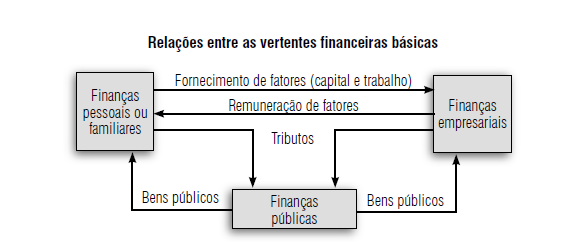 Relações entre as vertentes financeiras básicas
Fornecimento de fatores (capital e trabalho)
Finanças
pessoais ou
familiares
Remuneração de fatores
Finanças
empresariais
Tributos
Bens públicos
Finanças
públicas
Bens públicos